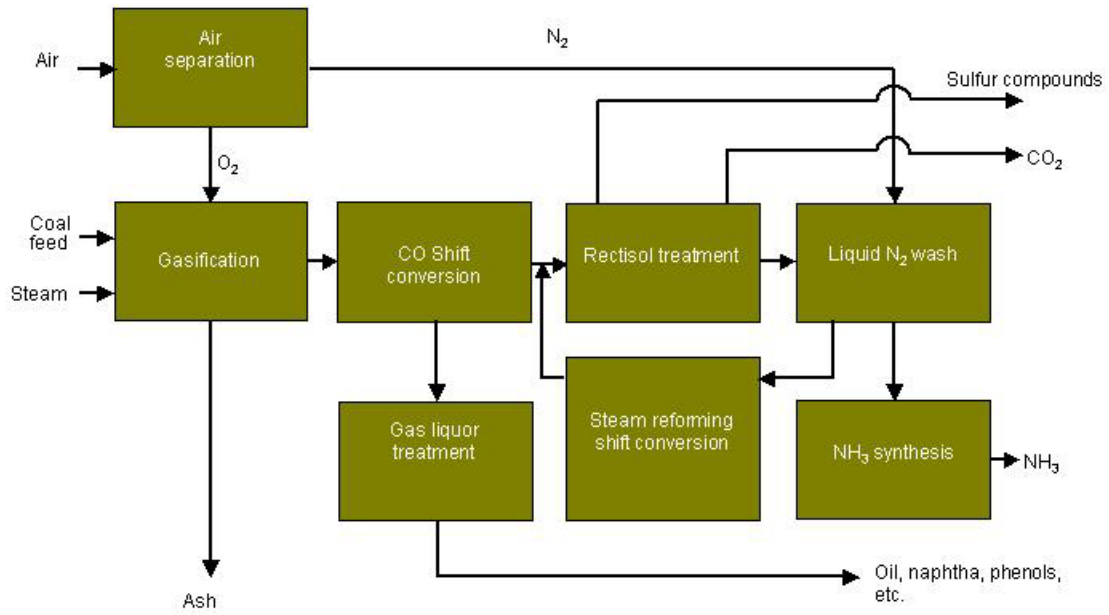 Air
separation
N2
Air
Sulfur compounds
O2
CO2
Coal
feed
Gasification
CO Shift
conversion
Rectisol treatment
Liquid N2 wash
Steam
Gas liquor
treatment
Steam reforming
shift conversion
NH3 synthesis
NH3
Oil, naphtha, phenols,
etc.
Ash